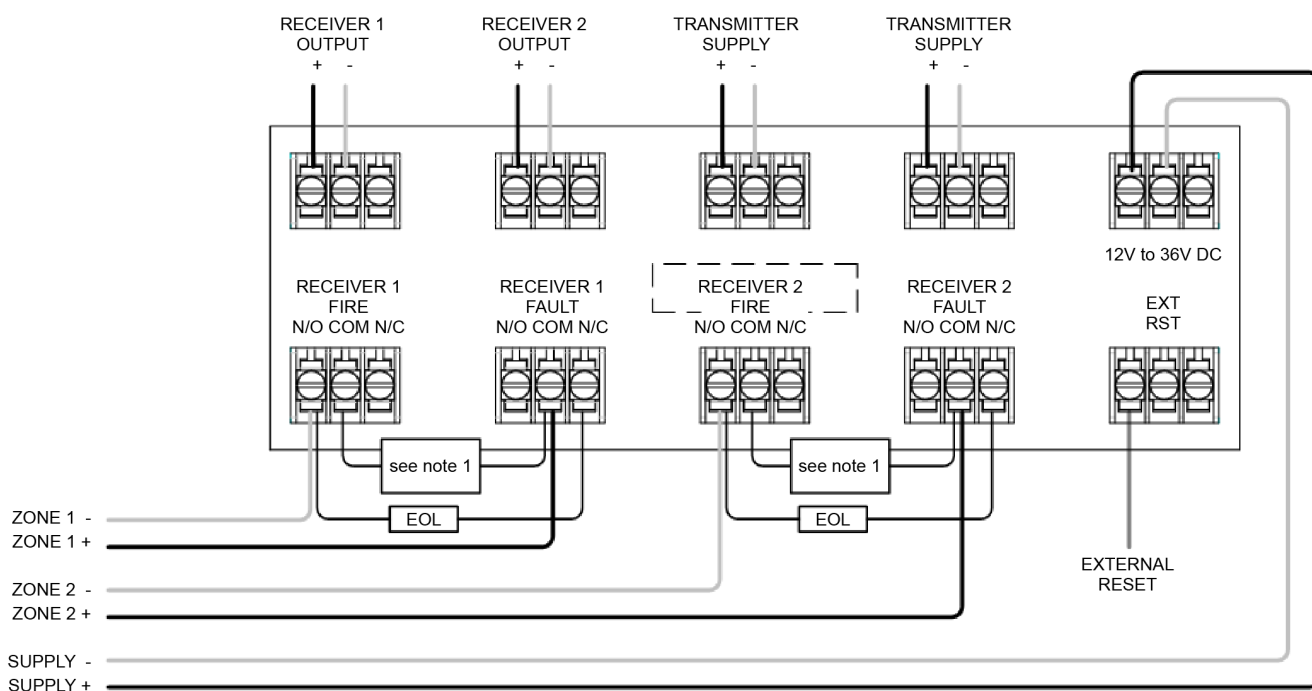 RECEIVER 1
OUTPUT
+ -
RECEIVER 2
OUTPUT
+ -
TRANSMITTER
SUPPLY
+ -
TRANSMITTER
SUPPLY
+ -
12V to 36V DC
RECEIVER 1
FIRE
N/O COM N/C
RECEIVER 1
FAULT
N/O COM N/C
RECEIVER 2
FIRE
N/O COM N/C
RECEIVER 2
FAULT
N/O COM N/C
EXT
RST
see note 1
see note 1
EOL
EOL
ZONE 1 -
ZONE 1 +
ZONE 2 -
ZONE 2 +
EXTERNAL
RESET
SUPPLY -
SUPPLY +